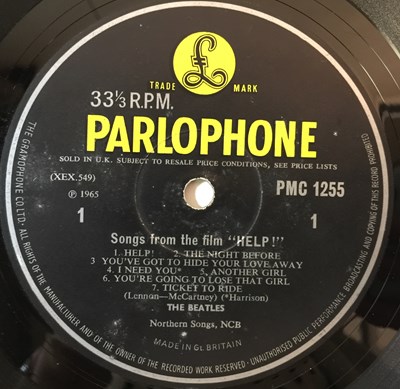 TRADE MARK
£
33⅓ R.P.M.
PARLOPHONE
SOLD IN U.K. SUBJECT TO RESALE PRICE CONDITIONS, SEE PRICE LISTS
(XEX.549)
PMC 1255
℗ 1965
1
1
Songs from the film "HELP!"
1. HELP! 2. THE NIGHT BEFORE
3 YOU'VE GOT TO HIDE YOUR LOVE AWAY
4. I NEED YOU* 5. ANOTHER GIRL
6. YOU'RE GOING TO LOSE THAT GIRL
7. TICKET TO RIDE
(Lennon—McCartney) (*Harrison)
THE BEATLES
Northern Songs, NCB
MADE IN GT. BRITAIN
THE GRAMOPHONE CO. LTD. ALL RIGHTS OF THE MANUFACTURER AND OF THE OWNER OF THE RECORDED WORK RESERVED · UNAUTHORISED PUBLIC PERFORMANCE BROADCASTING AND COPYING OF THIS RECORD PROHIBITED